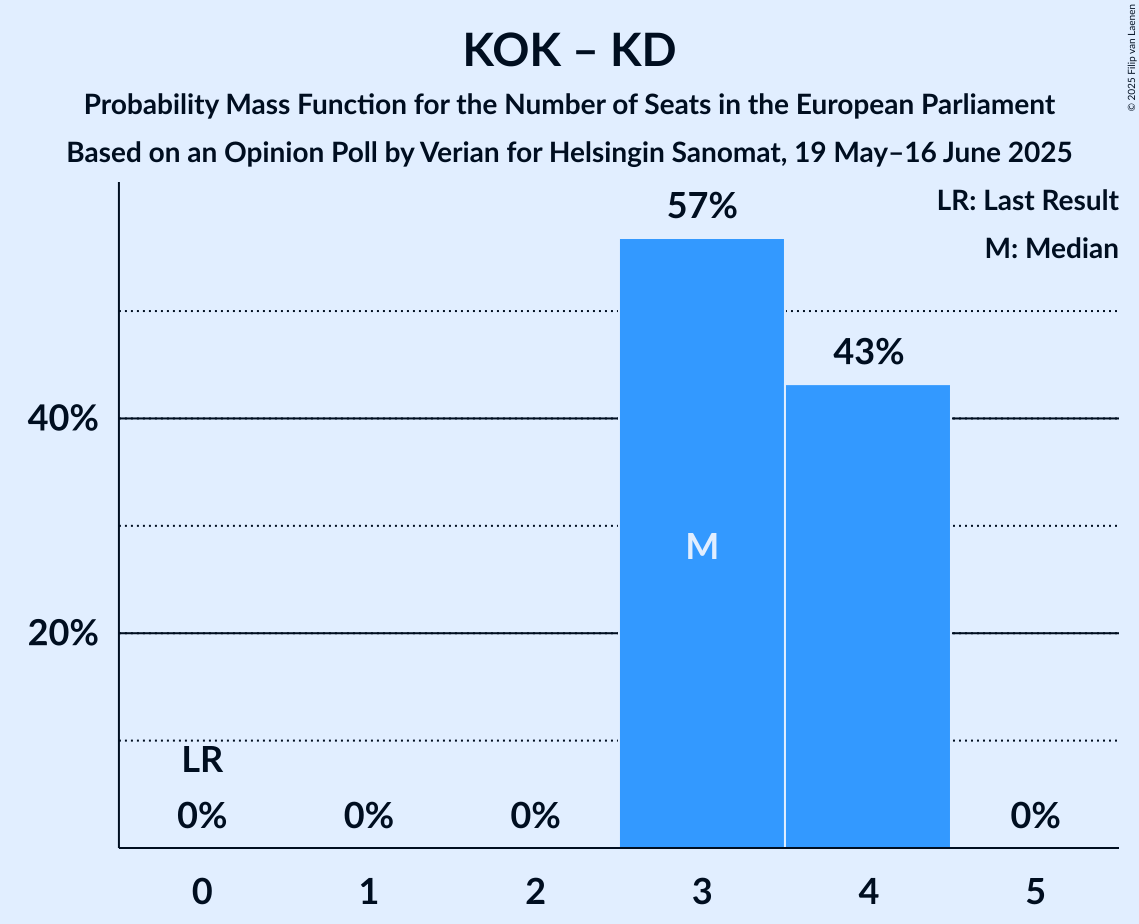 KOK – KD
Probability Mass Function for the Number of Seats in the European Parliament
Based on an Opinion Poll by Verian for Helsingin Sanomat, 19 May–16 June 2025
© 2025 Filip van Laenen
LR: Last Result
M: Median
57%
43%
40%
M
20%
LR
0% 0% 0% 0%
0 1 2 3 4 5